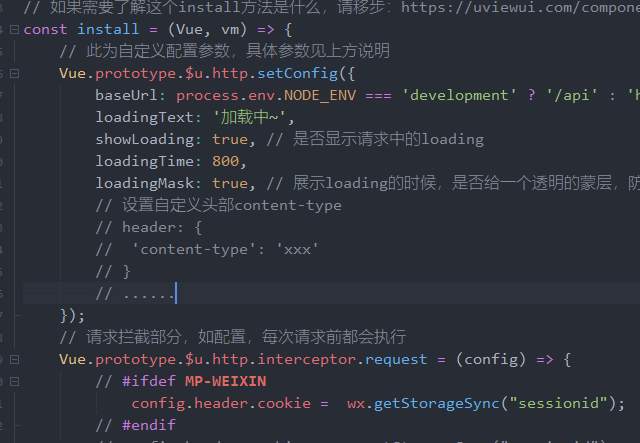 // 如果需要了解这个install方法是什么，请移步：https://uviewui.com/compone
const install = (Vue, vm) => {
// 此为自定义配置参数，具体参数见上方说明
Vue.prototype.$u.http.setConfig({
baseUrl: process.env.NODE_ENV === 'development' ? '/api' : 'h
loadingText: '加载中~',
showLoading: true, // 是否显示请求中的loading
loadingTime: 800,
loadingMask: true, // 展示loading的时候，是否给一个透明的蒙层，防
// 设置自定义头部content-type
// header: {
// 'content-type': 'xxx'
// }
// ......
});
// 请求拦截部分，如配置，每次请求前都会执行
Vue.prototype.$u.http.interceptor.request = (config) => {
// #ifdef MP-WEIXIN
config.header.cookie = wx.getStorageSync("sessionid");
// #endif